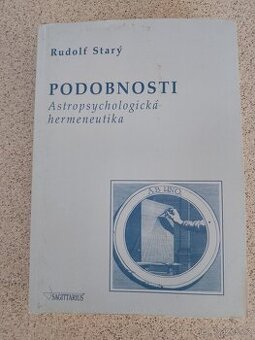 Rudolf Starý
PODOBNOSTI
Astropsychologická
hermeneutika
AB UNO
SAGITTARIUS